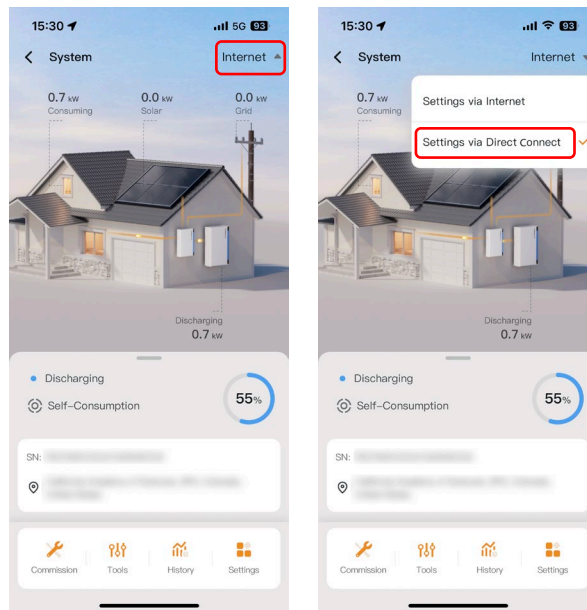 15:30
5G 93
System
Internet
0.7 kW
Consuming
0.0 kW
Solar
0.0 kW
Grid
Discharging
0.7 kW
Discharging
Self-Consumption
55%
SN:
Commission
Tools
History
Settings
15:30
93
System
Internet
0.7 kW
Consuming
Settings via Internet
Settings via Direct Connect
Discharging
0.7 kW
Discharging
Self-Consumption
55%
SN:
Commission
Tools
History
Settings